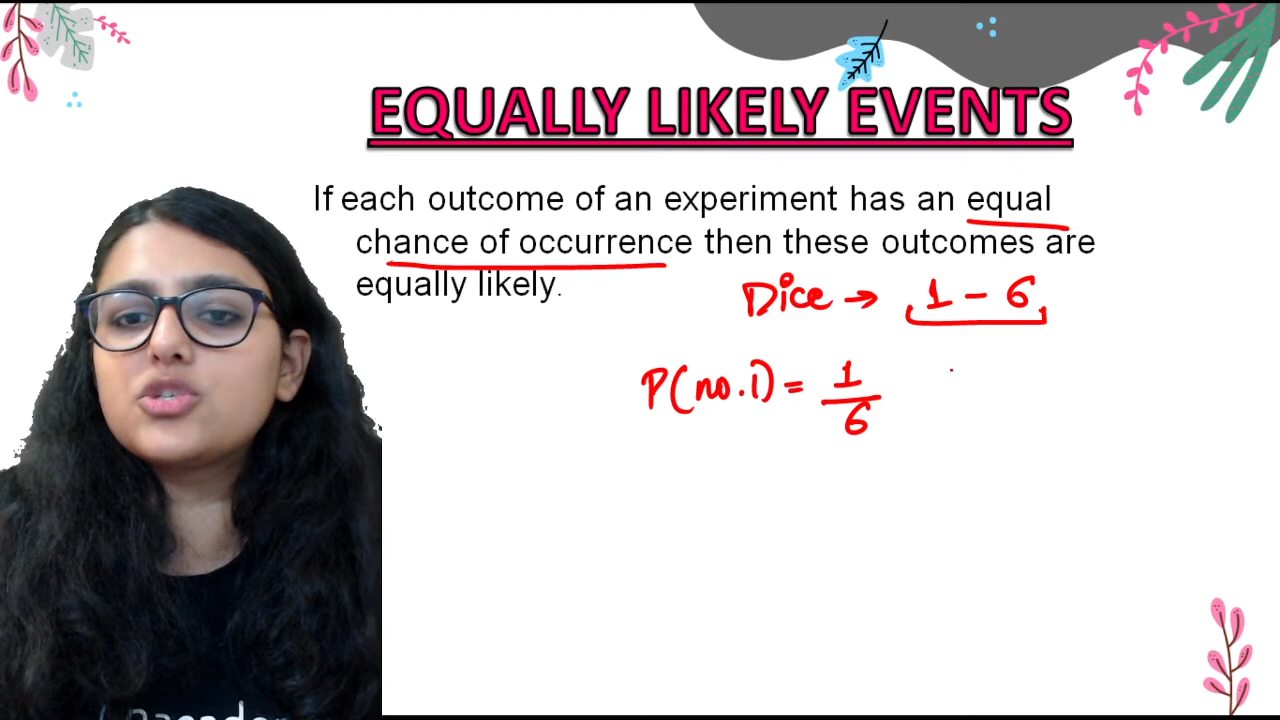 EQUALLY LIKELY EVENTS
If each outcome of an experiment has an equal
chance of occurrence then these outcomes are
equally likely.
Dice → 1 - 6
P(no.1) = 1/6